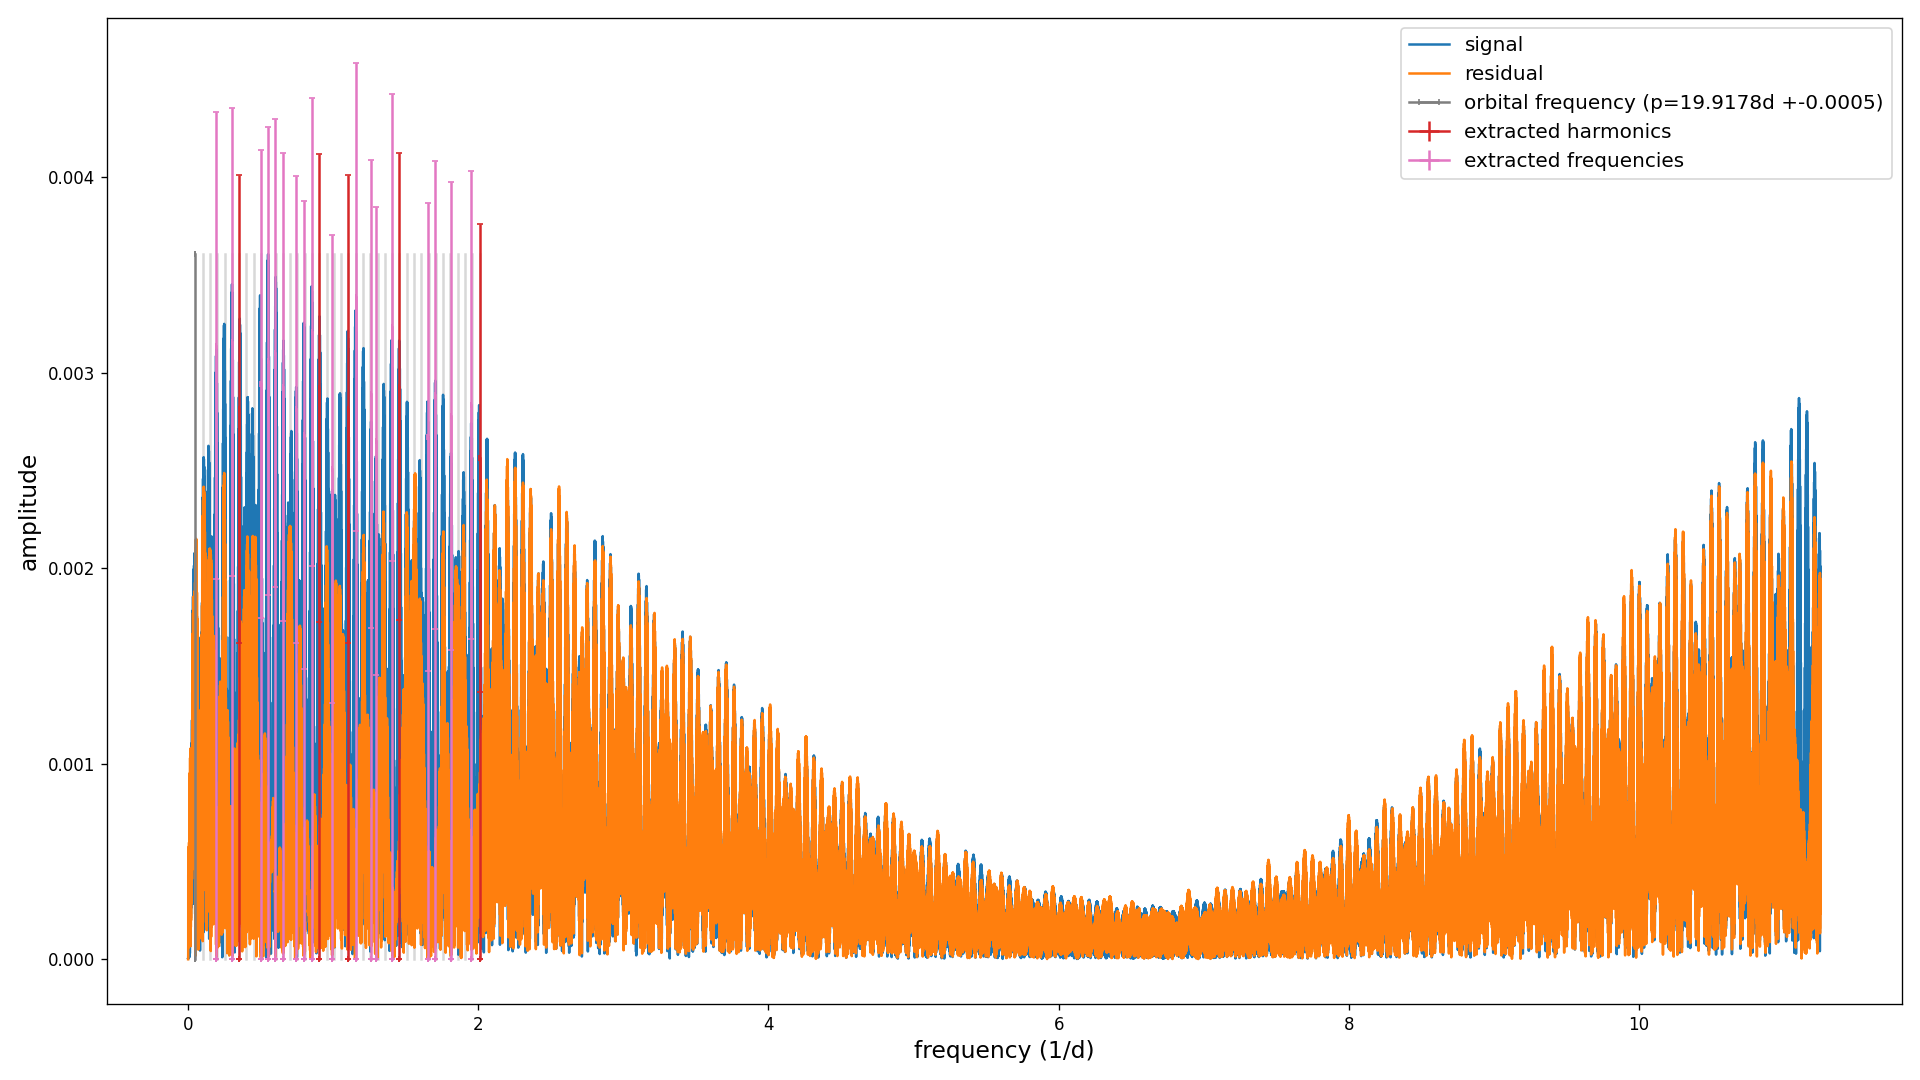 signal
residual
orbital frequency (p=19.9178d +-0.0005)
extracted harmonics
extracted frequencies
amplitude
0.004
0.003
0.002
0.001
0.000
0 2 4 6 8 10
frequency (1/d)